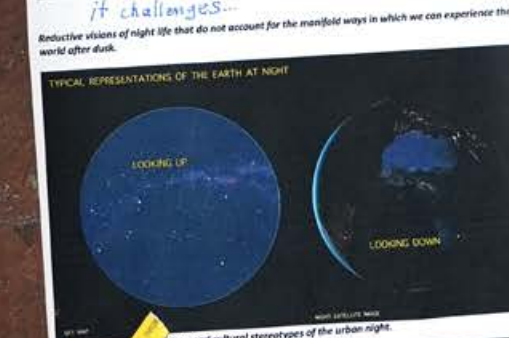 it challenges...
Reductive visions of night life that do not account for the manifold ways in which we can experience the
world after dusk.
TYPICAL REPRESENTATIONS OF THE EARTH AT NIGHT
LOOKING UP
LOOKING DOWN
NIGHT SATELLITE IMAGE
SKY MAP
cultural stereotypes of the urban night.